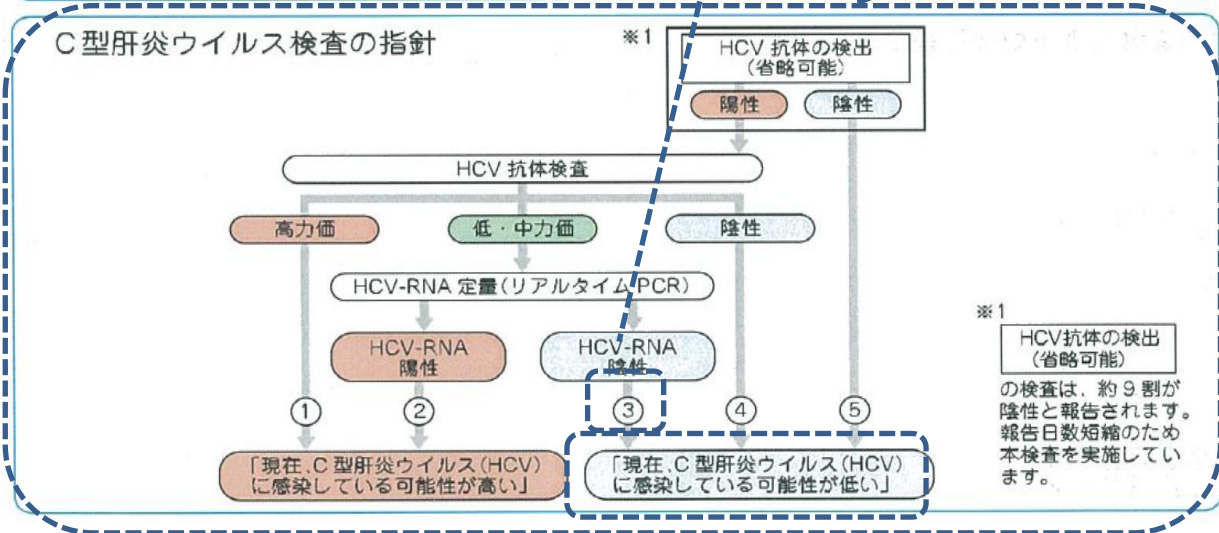 C型肝炎ウイルス検査の指針
※1
HCV 抗体の検出
(省略可能)
陽性
陰性
HCV 抗体検査
高力価
低・中力価
陰性
HCV-RNA 定量(リアルタイム PCR)
HCV-RNA
陽性
HCV-RNA
陰性
①
②
③
④
⑤
「現在、C型肝炎ウイルス(HCV)
に感染している可能性が高い」
「現在、C型肝炎ウイルス(HCV)
に感染している可能性が低い」
※1
HCV抗体の検出
(省略可能)
の検査は、約9割が
陰性と報告されます。
報告日数短縮のため
本検査を実施してい
ます。